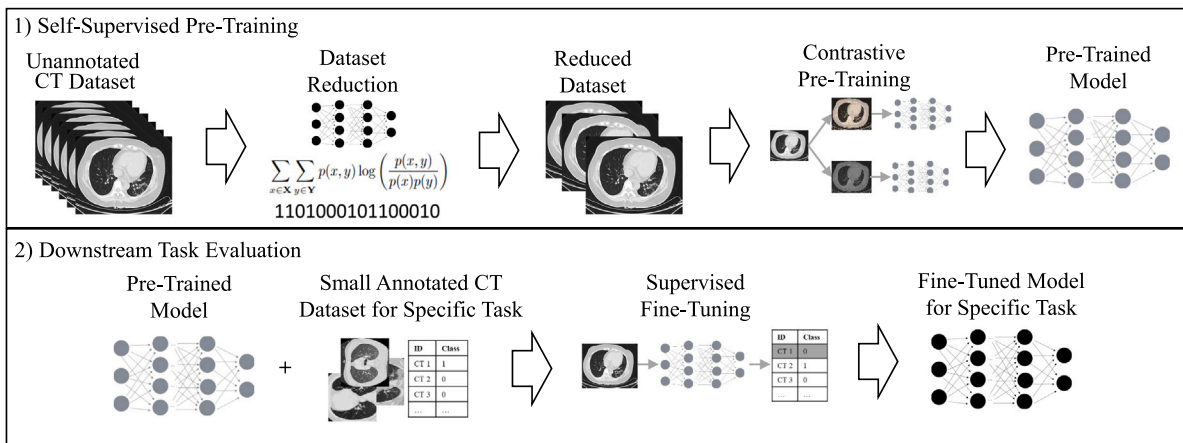 1) Self-Supervised Pre-Training
Unannotated
CT Dataset
Dataset
Reduction
∑x∈X ∑y∈Y p(x, y) log ( p(x, y) / p(x)p(y) )
1101000101100010
Reduced
Dataset
Contrastive
Pre-Training
Pre-Trained
Model
2) Downstream Task Evaluation
Pre-Trained
Model
+
Small Annotated CT
Dataset for Specific Task
ID Class
CT 1 1
CT 2 0
CT 3 0
... ...
Supervised
Fine-Tuning
ID Class
CT 1 0
CT 2 1
CT 3 0
... ...
Fine-Tuned Model
for Specific Task